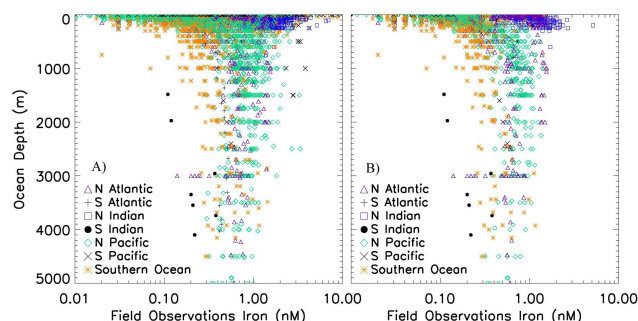 0
1000
2000
3000
4000
5000
Ocean Depth (m)
A)
N Atlantic
S Atlantic
N Indian
S Indian
N Pacific
S Pacific
Southern Ocean
0.01
0.10
1.00
10.00
Field Observations Iron (nM)
B)
N Atlantic
S Atlantic
N Indian
S Indian
N Pacific
S Pacific
Southern Ocean
0.10
1.00
10.00
Field Observations Iron (nM)